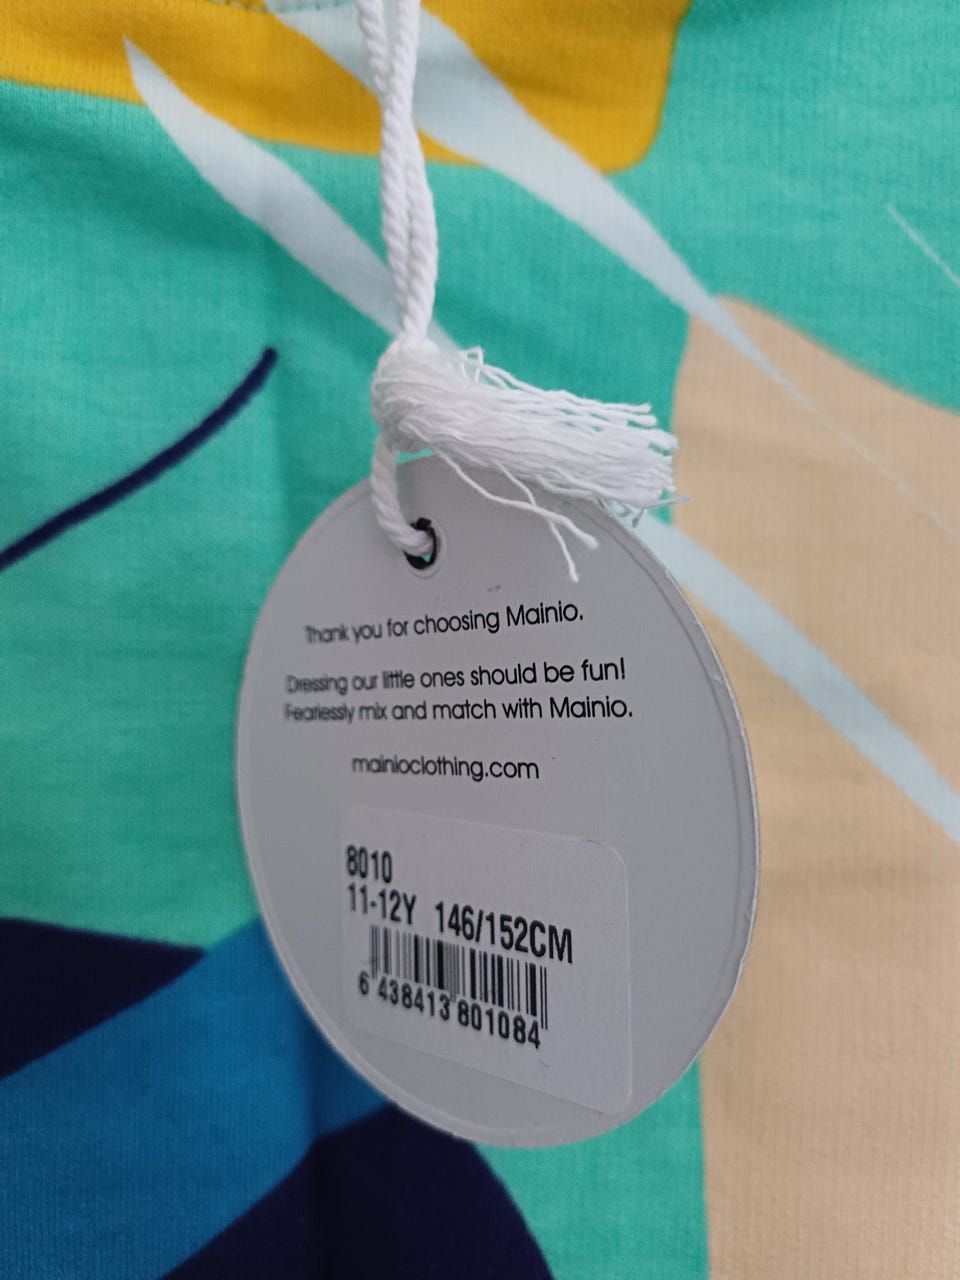 Thank you for choosing Mainio.
Dressing our little ones should be fun!
Fearlessly mix and match with Mainio.
mainioclothing.com
8010
11-12Y 146/152CM
6 438413 801084